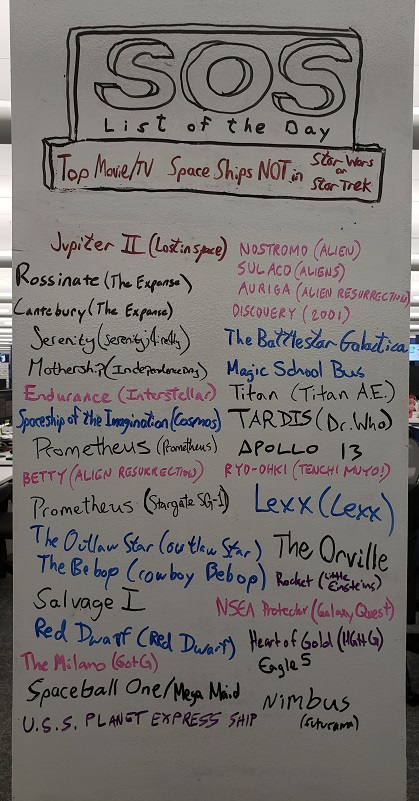 SOS
List of the Day
Top Movie/TV Space Ships NOT in Star Wars or Star Trek
Jupiter II (Lost in Space)
Rossinate (The Expanse)
Cantebury (The Expanse)
Serenity (Serenity/Firefly)
Mothership (Independence Day)
Endurance (Interstellar)
Spaceship of the Imagination (Cosmos)
Prometheus (Prometheus)
BETTY (ALIEN RESURRECTION)
Prometheus (Stargate SG-1)
The Outlaw Star (Outlaw Star)
The Bebop (Cowboy Bebop)
Salvage I
Red Dwarf (Red Dwarf)
The Milano (GotG)
Spaceball One/Mega Maid
U.S.S. PLANET EXPRESS SHIP
NOSTROMO (ALIEN)
SULACO (ALIENS)
AURIGA (ALIEN RESURRECTION)
DISCOVERY (2001)
The Battlestar Galactica
Magic School Bus
Titan (Titan A.E.)
TARDIS (Dr. Who)
APOLLO 13
RYO-OHKI (TENCHI MUYO!)
Lexx (Lexx)
The Orville
Rocket (Little Einsteins)
NSEA Protector (Galaxy Quest)
Heart of Gold (HGttG)
Eagle 5
Nimbus
(Futurama)